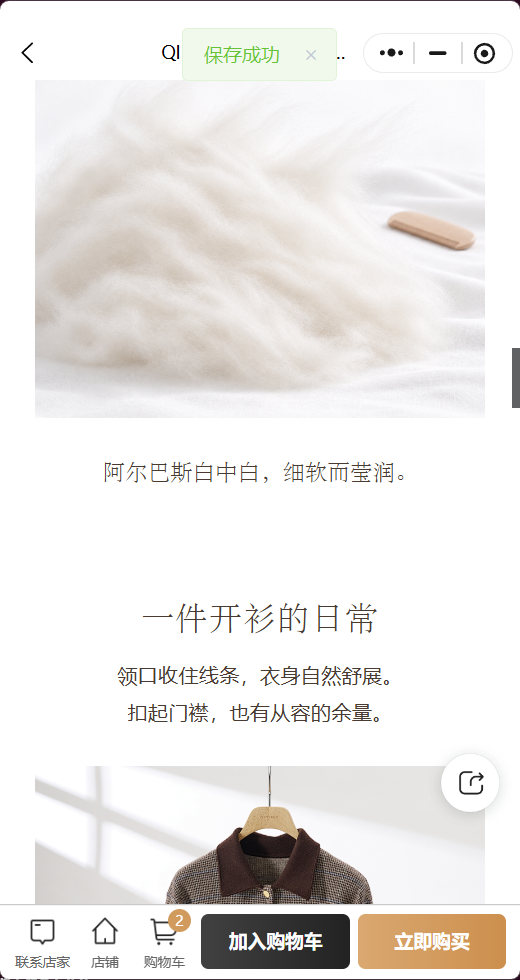 QI
保存成功
×
...
阿尔巴斯白中白，细软而莹润。
一件开衫的日常
领口收住线条，衣身自然舒展。
扣起门襟，也有从容的余量。
联系店家
店铺
购物车
2
加入购物车
立即购买